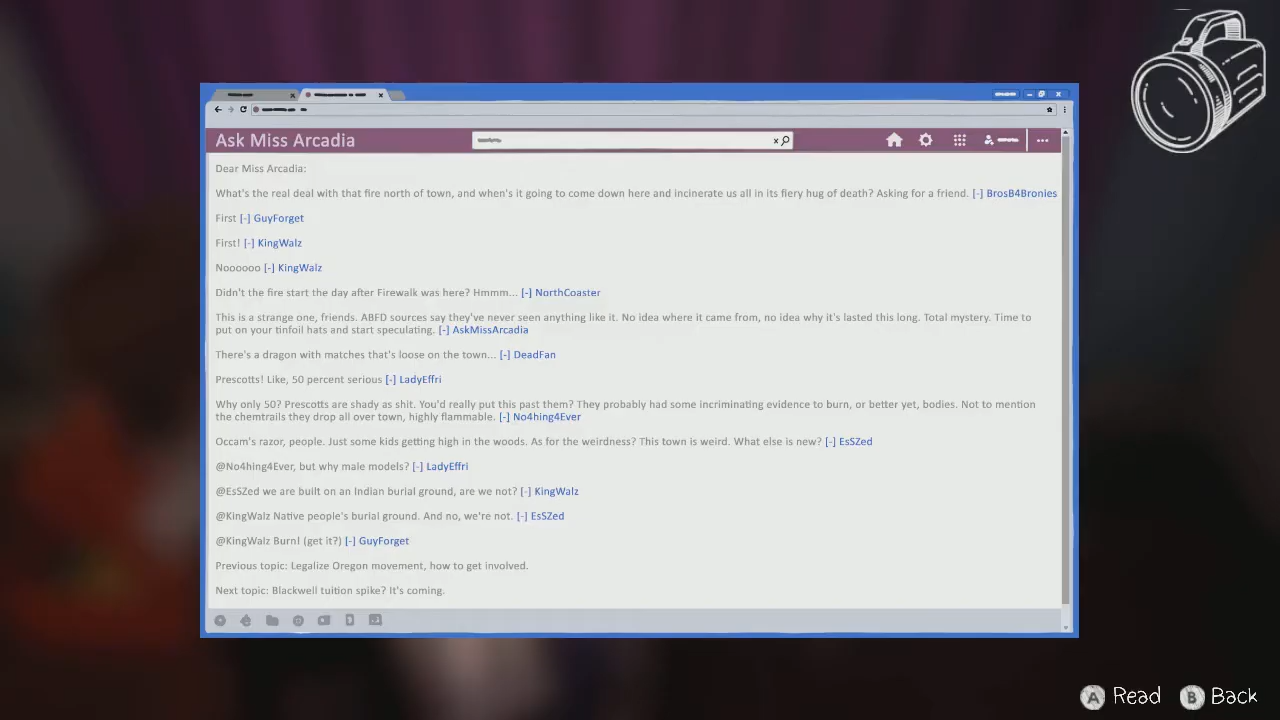 Ask Miss Arcadia
Dear Miss Arcadia:
What's the real deal with that fire north of town, and when's it going to come down here and incinerate us all in its fiery hug of death? Asking for a friend. [-] BrosB4Bronies
First [-] GuyForget
First! [-] KingWalz
Noooooo [-] KingWalz
Didn't the fire start the day after Firewalk was here? Hmmm... [-] NorthCoaster
This is a strange one, friends. ABFD sources say they've never seen anything like it. No idea where it came from, no idea why it's lasted this long. Total mystery. Time to
put on your tinfoil hats and start speculating. [-] AskMissArcadia
There's a dragon with matches that's loose on the town... [-] DeadFan
Prescotts! Like, 50 percent serious [-] LadyEffri
Why only 50? Prescotts are shady as shit. You'd really put this past them? They probably had some incriminating evidence to burn, or better yet, bodies. Not to mention
the chemtrails they drop all over town, highly flammable. [-] No4hing4Ever
Occam's razor, people. Just some kids getting high in the woods. As for the weirdness? This town is weird. What else is new? [-] EsSZed
@No4hing4Ever, but why male models? [-] LadyEffri
@EsSZed we are built on an Indian burial ground, are we not? [-] KingWalz
@KingWalz Native people's burial ground. And no, we're not. [-] EsSZed
@KingWalz Burn! (get it?) [-] GuyForget
Previous topic: Legalize Oregon movement, how to get involved.
Next topic: Blackwell tuition spike? It's coming.
A Read B Back